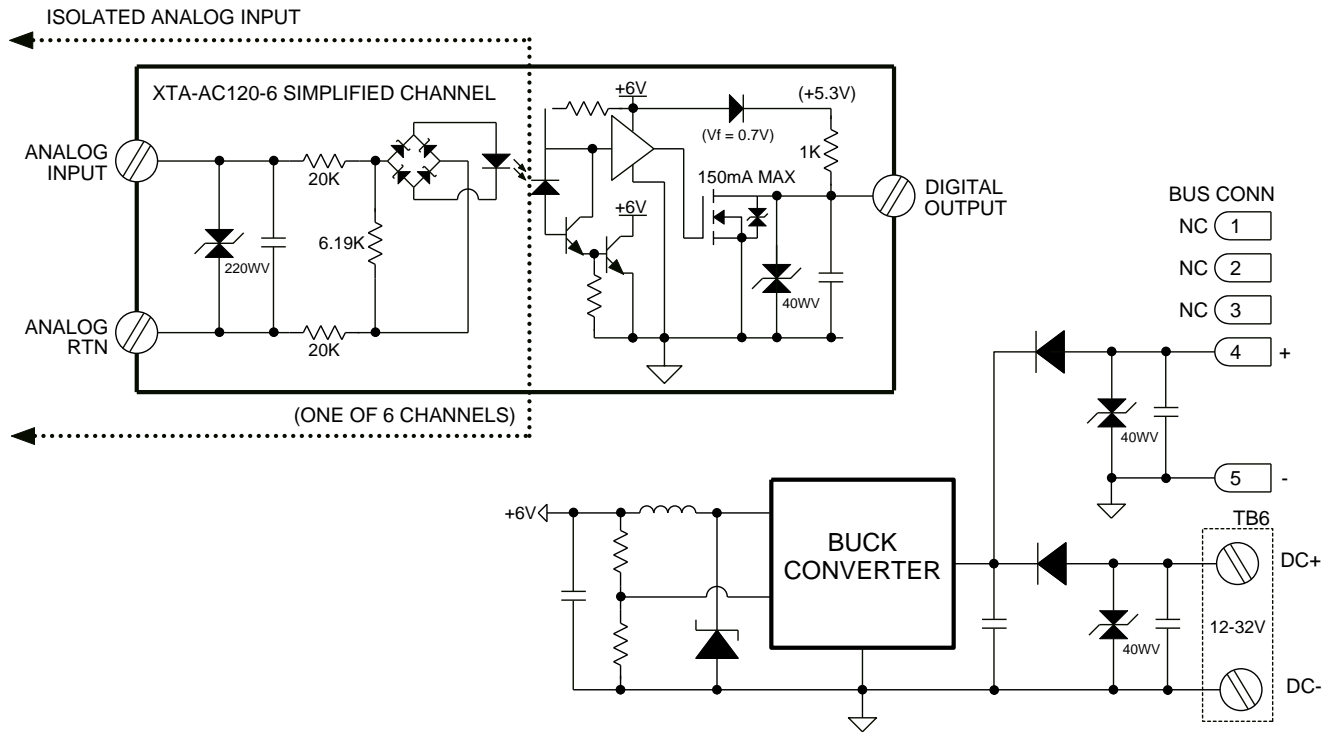 ISOLATED ANALOG INPUT
XTA-AC120-6 SIMPLIFIED CHANNEL
+6V
(+5.3V)
(Vf = 0.7V)
1K
ANALOG
INPUT
20K
150mA MAX
DIGITAL
OUTPUT
BUS CONN
NC 1
+6V
6.19K
220WV
NC 2
40WV
NC 3
ANALOG
RTN
20K
4 +
(ONE OF 6 CHANNELS)
40WV
5 -
+6V
TB6
BUCK
CONVERTER
DC+
12-32V
40WV
DC-